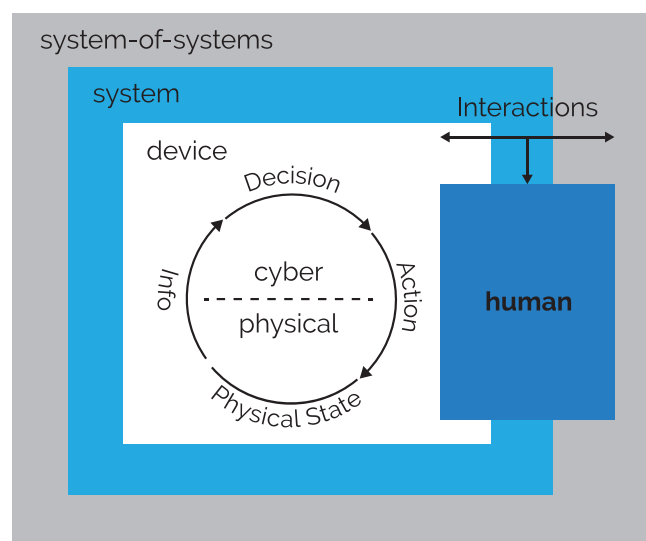 system-of-systems
system
Interactions
device
Decision
Info
cyber
Action
physical
human
Physical State